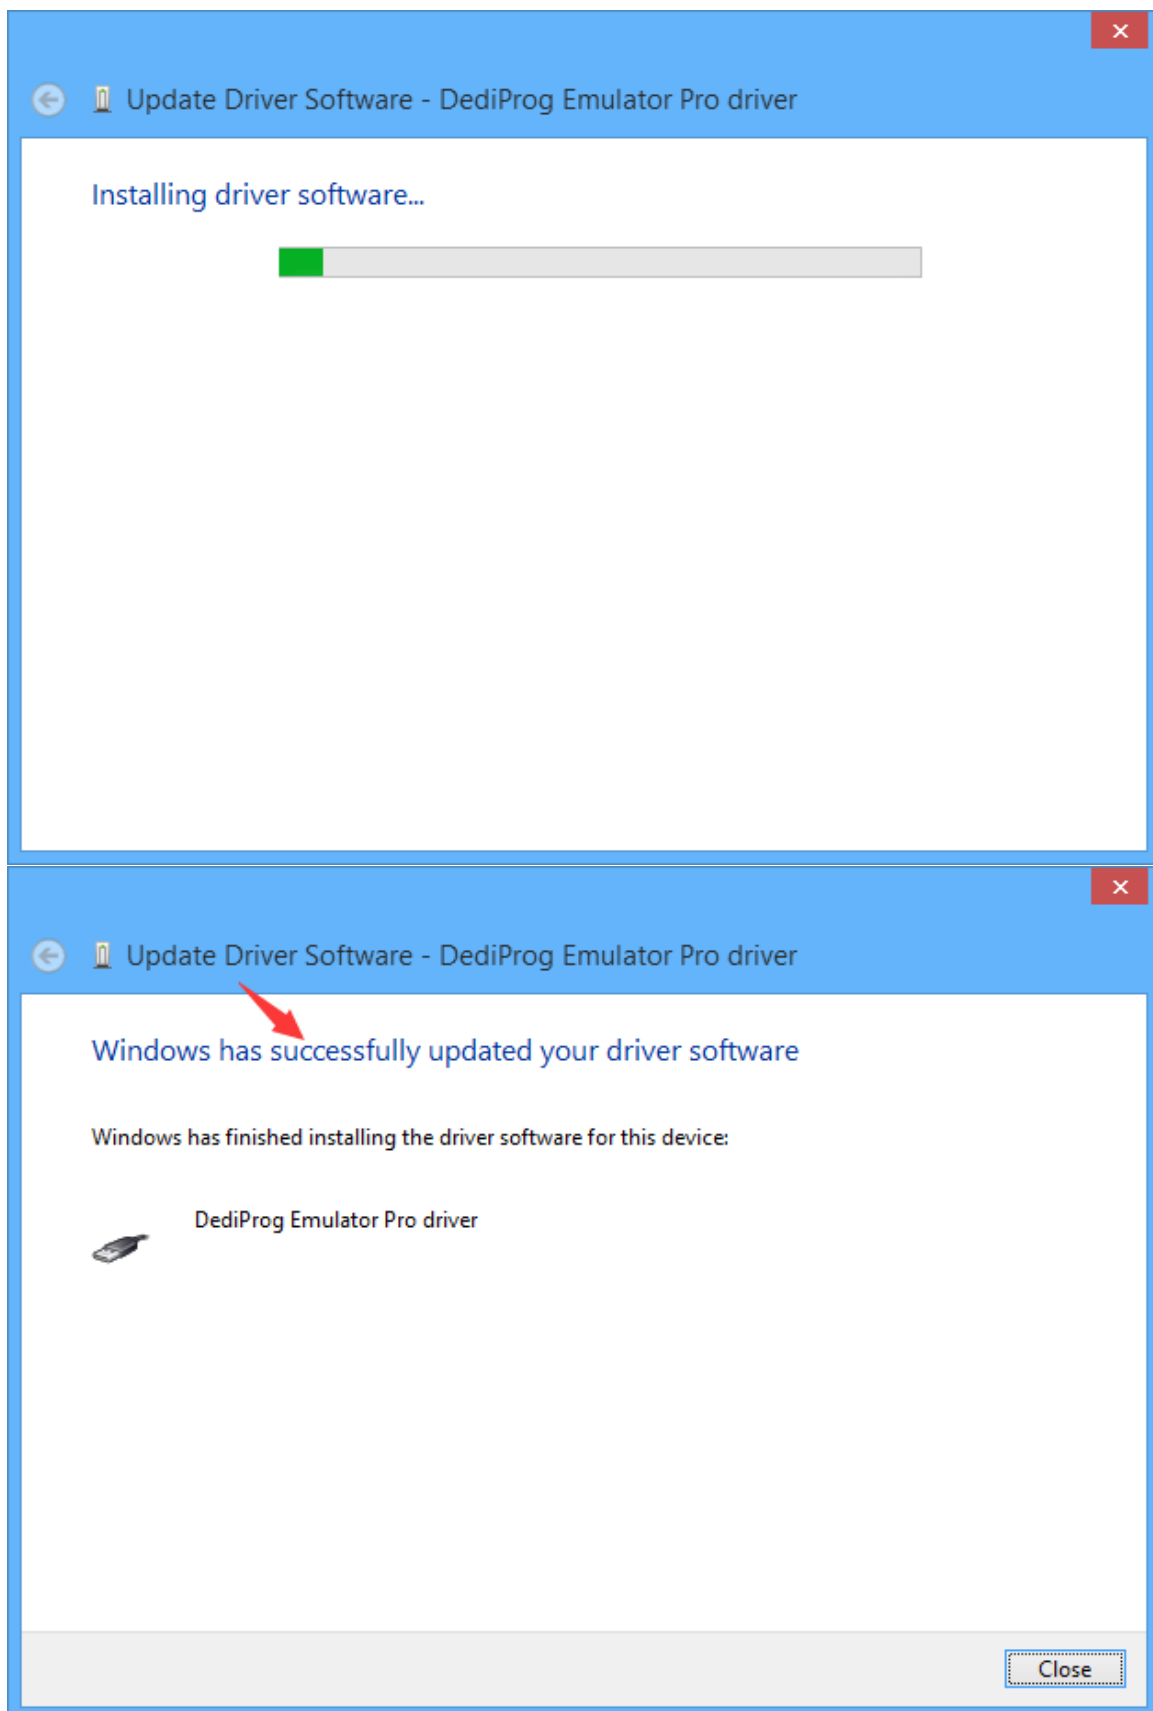 Update Driver Software - DediProg Emulator Pro driver
Installing driver software...
Update Driver Software - DediProg Emulator Pro driver
Windows has successfully updated your driver software
Windows has finished installing the driver software for this device:
DediProg Emulator Pro driver
Close